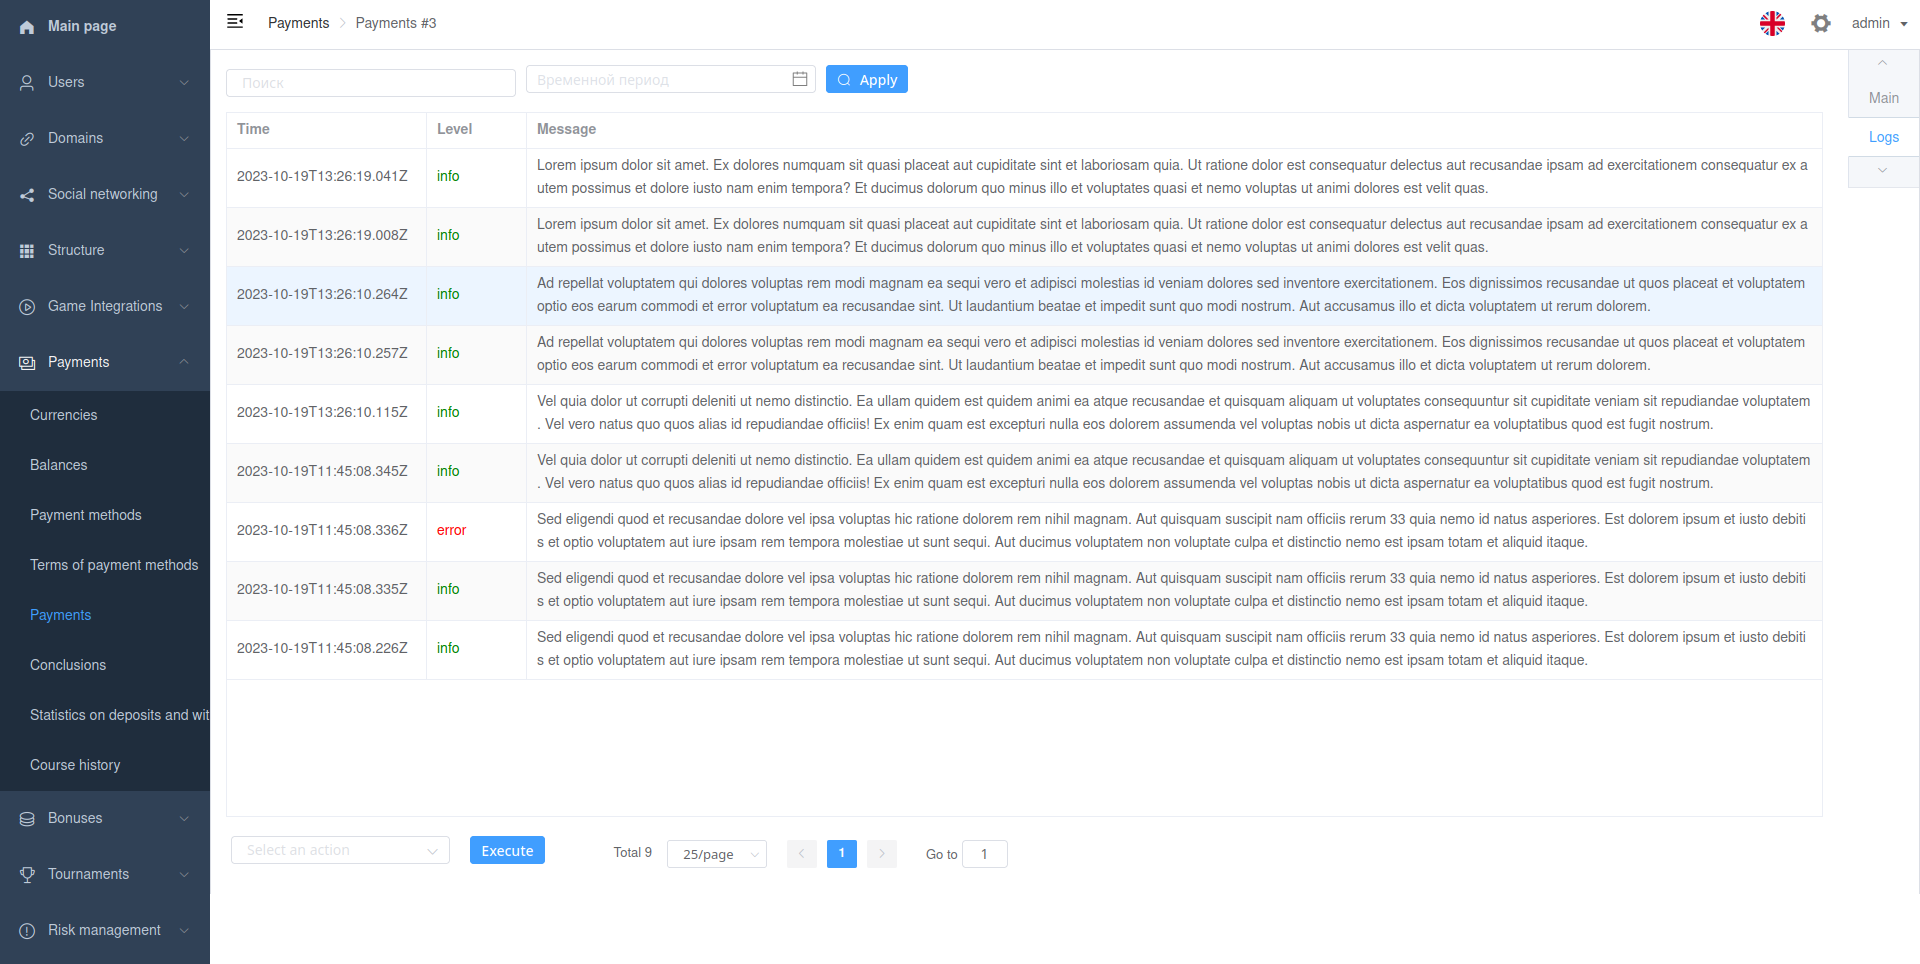 Main page
Users
Domains
Social networking
Structure
Game Integrations
Payments
Currencies
Balances
Payment methods
Terms of payment methods
Payments
Conclusions
Statistics on deposits and wit
Course history
Bonuses
Tournaments
Risk management
Payments Payments #3
admin
Поиск
Временной период
Apply
Main
Logs
Time Level Message
2023-10-19T13:26:19.041Z info Lorem ipsum dolor sit amet. Ex dolores numquam sit quasi placeat aut cupiditate sint et laboriosam quia. Ut ratione dolor est consequatur delectus aut recusandae ipsam ad exercitationem consequatur ex a
utem possimus et dolore iusto nam enim tempora? Et ducimus dolorum quo minus illo et voluptates quasi et nemo voluptas ut animi dolores est velit quas.
2023-10-19T13:26:19.008Z info Lorem ipsum dolor sit amet. Ex dolores numquam sit quasi placeat aut cupiditate sint et laboriosam quia. Ut ratione dolor est consequatur delectus aut recusandae ipsam ad exercitationem consequatur ex a
utem possimus et dolore iusto nam enim tempora? Et ducimus dolorum quo minus illo et voluptates quasi et nemo voluptas ut animi dolores est velit quas.
2023-10-19T13:26:10.264Z info Ad repellat voluptatem qui dolores voluptas rem modi magnam ea sequi vero et adipisci molestias id veniam dolores sed inventore exercitationem. Eos dignissimos recusandae ut quos placeat et voluptatem
optio eos earum commodi et error voluptatum ea recusandae sint. Ut laudantium beatae et impedit sunt quo modi nostrum. Aut accusamus illo et dicta voluptatem ut rerum dolorem.
2023-10-19T13:26:10.257Z info Ad repellat voluptatem qui dolores voluptas rem modi magnam ea sequi vero et adipisci molestias id veniam dolores sed inventore exercitationem. Eos dignissimos recusandae ut quos placeat et voluptatem
optio eos earum commodi et error voluptatum ea recusandae sint. Ut laudantium beatae et impedit sunt quo modi nostrum. Aut accusamus illo et dicta voluptatem ut rerum dolorem.
2023-10-19T13:26:10.115Z info Vel quia dolor ut corrupti deleniti ut nemo distinctio. Ea ullam quidem est quidem animi ea atque recusandae et quisquam aliquam ut voluptates consequuntur sit cupiditate veniam sit repudiandae voluptatem
. Vel vero natus quo quos alias id repudiandae officiis! Ex enim quam est excepturi nulla eos dolorem assumenda vel voluptas nobis ut dicta aspernatur ea voluptatibus quod est fugit nostrum.
2023-10-19T11:45:08.345Z info Vel quia dolor ut corrupti deleniti ut nemo distinctio. Ea ullam quidem est quidem animi ea atque recusandae et quisquam aliquam ut voluptates consequuntur sit cupiditate veniam sit repudiandae voluptatem
. Vel vero natus quo quos alias id repudiandae officiis! Ex enim quam est excepturi nulla eos dolorem assumenda vel voluptas nobis ut dicta aspernatur ea voluptatibus quod est fugit nostrum.
2023-10-19T11:45:08.336Z error Sed eligendi quod et recusandae dolore vel ipsa voluptas hic ratione dolorem rem nihil magnam. Aut quisquam suscipit nam officiis rerum 33 quia nemo id natus asperiores. Est dolorem ipsum et iusto debiti
s et optio voluptatem aut iure ipsam rem tempora molestiae ut sunt sequi. Aut ducimus voluptatem non voluptate culpa et distinctio nemo est ipsam totam et aliquid itaque.
2023-10-19T11:45:08.335Z info Sed eligendi quod et recusandae dolore vel ipsa voluptas hic ratione dolorem rem nihil magnam. Aut quisquam suscipit nam officiis rerum 33 quia nemo id natus asperiores. Est dolorem ipsum et iusto debiti
s et optio voluptatem aut iure ipsam rem tempora molestiae ut sunt sequi. Aut ducimus voluptatem non voluptate culpa et distinctio nemo est ipsam totam et aliquid itaque.
2023-10-19T11:45:08.226Z info Sed eligendi quod et recusandae dolore vel ipsa voluptas hic ratione dolorem rem nihil magnam. Aut quisquam suscipit nam officiis rerum 33 quia nemo id natus asperiores. Est dolorem ipsum et iusto debiti
s et optio voluptatem aut iure ipsam rem tempora molestiae ut sunt sequi. Aut ducimus voluptatem non voluptate culpa et distinctio nemo est ipsam totam et aliquid itaque.
Select an action Execute Total 9 25/page 1 Go to 1